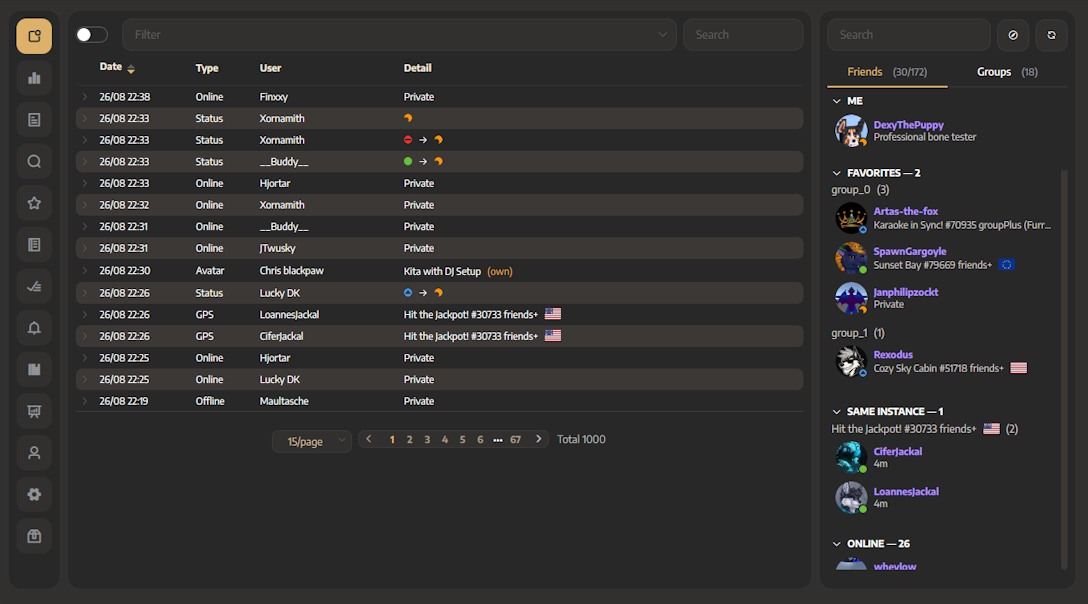 Filter
Search
Date Type User Detail
26/08 22:38 Online Finxxy Private
26/08 22:33 Status Xornamith
26/08 22:33 Status Xornamith →
26/08 22:33 Status __Buddy__ →
26/08 22:33 Online Hjortar Private
26/08 22:32 Online Xornamith Private
26/08 22:31 Online __Buddy__ Private
26/08 22:31 Online JTwusky Private
26/08 22:30 Avatar Chris blackpaw Kita with DJ Setup (own)
26/08 22:26 Status Lucky DK →
26/08 22:26 GPS LoannesJackal Hit the Jackpot! #30733 friends+
26/08 22:26 GPS CiferJackal Hit the Jackpot! #30733 friends+
26/08 22:25 Online Hjortar Private
26/08 22:25 Online Lucky DK Private
26/08 22:19 Offline Maultasche Private
15/page 1 2 3 4 5 6 ••• 67 Total 1000
Search
Friends (30/172) Groups (18)
ME
DexyThePuppy
Professional bone tester
FAVORITES — 2
group_0 (3)
Artas-the-fox
Karaoke in Sync! #70935 groupPlus (Furr...
SpawnGargoyle
Sunset Bay #79669 friends+
Janphilipzockt
Private
group_1 (1)
Rexodus
Cozy Sky Cabin #51718 friends+
SAME INSTANCE — 1
Hit the Jackpot! #30733 friends+ (2)
CiferJackal
4m
LoannesJackal
4m
ONLINE — 26
wheylow